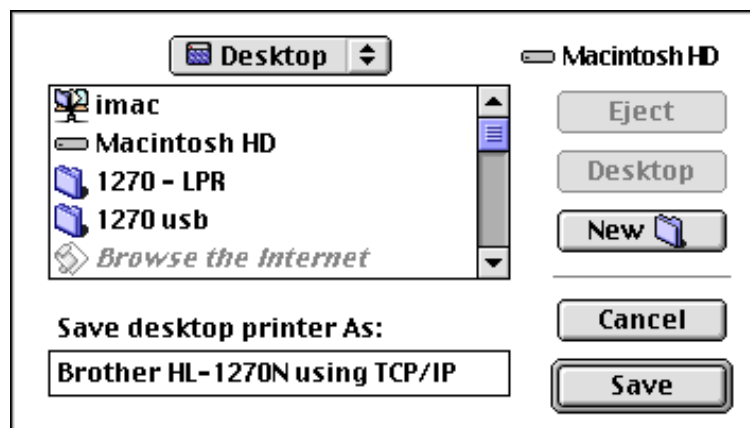 Desktop
Macintosh HD
imac
Macintosh HD
1270 - LPR
1270 usb
Browse the Internet
Eject
Desktop
New
Save desktop printer As:
Brother HL-1270N using TCP/IP
Cancel
Save